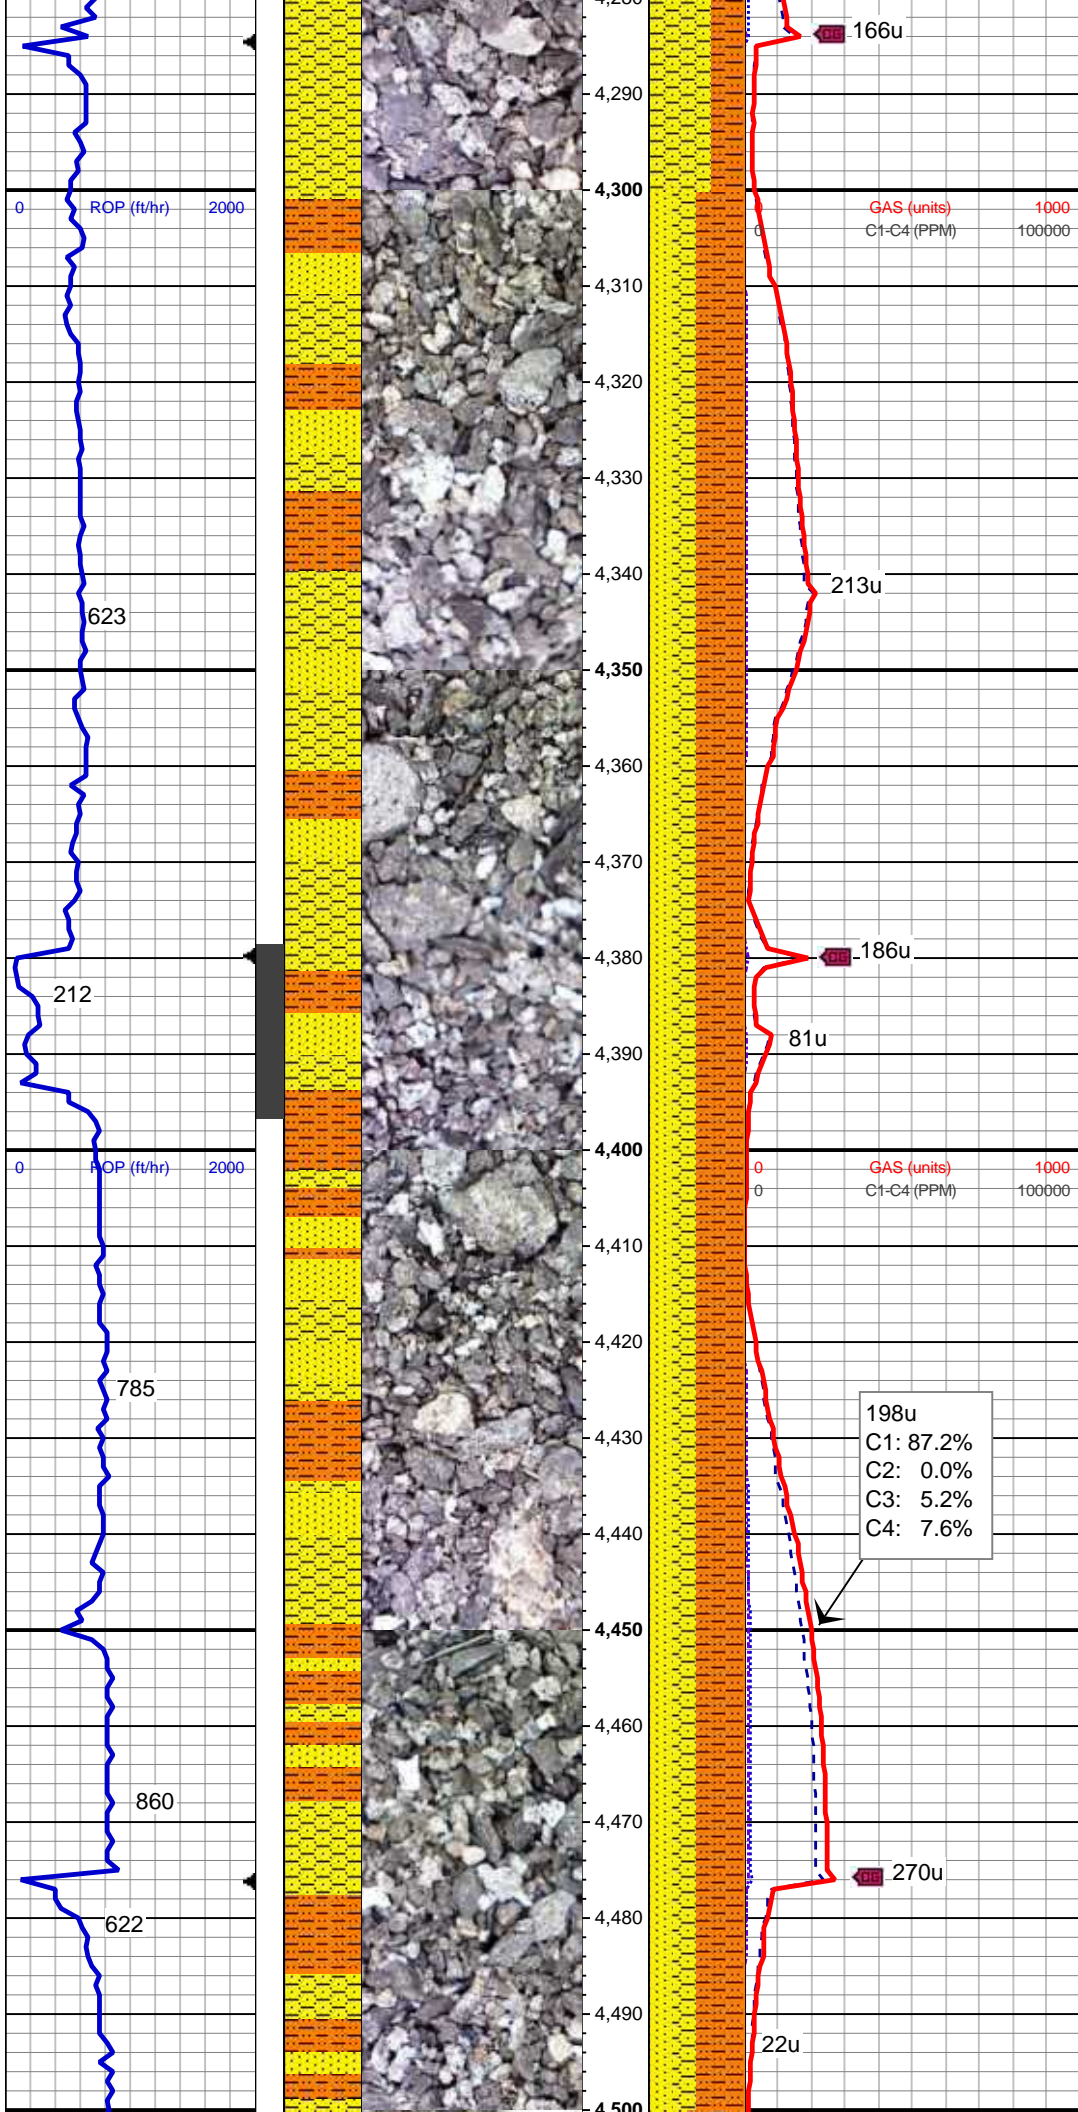 4,280
166u
4,290
4,300
0 ROP (ft/hr) 2000
0 GAS (units) 1000
0 C1-C4 (PPM) 100000
4,310
4,320
4,330
4,340
213u
623
4,350
4,360
4,370
186u
4,380
212
81u
4,390
4,400
0 ROP (ft/hr) 2000
0 GAS (units) 1000
0 C1-C4 (PPM) 100000
4,410
4,420
785
198u
4,430
C1: 87.2%
C2: 0.0%
C3: 5.2%
C4: 7.6%
4,440
4,450
4,460
860
4,470
CG 270u
4,480
622
4,490
22u
4,500